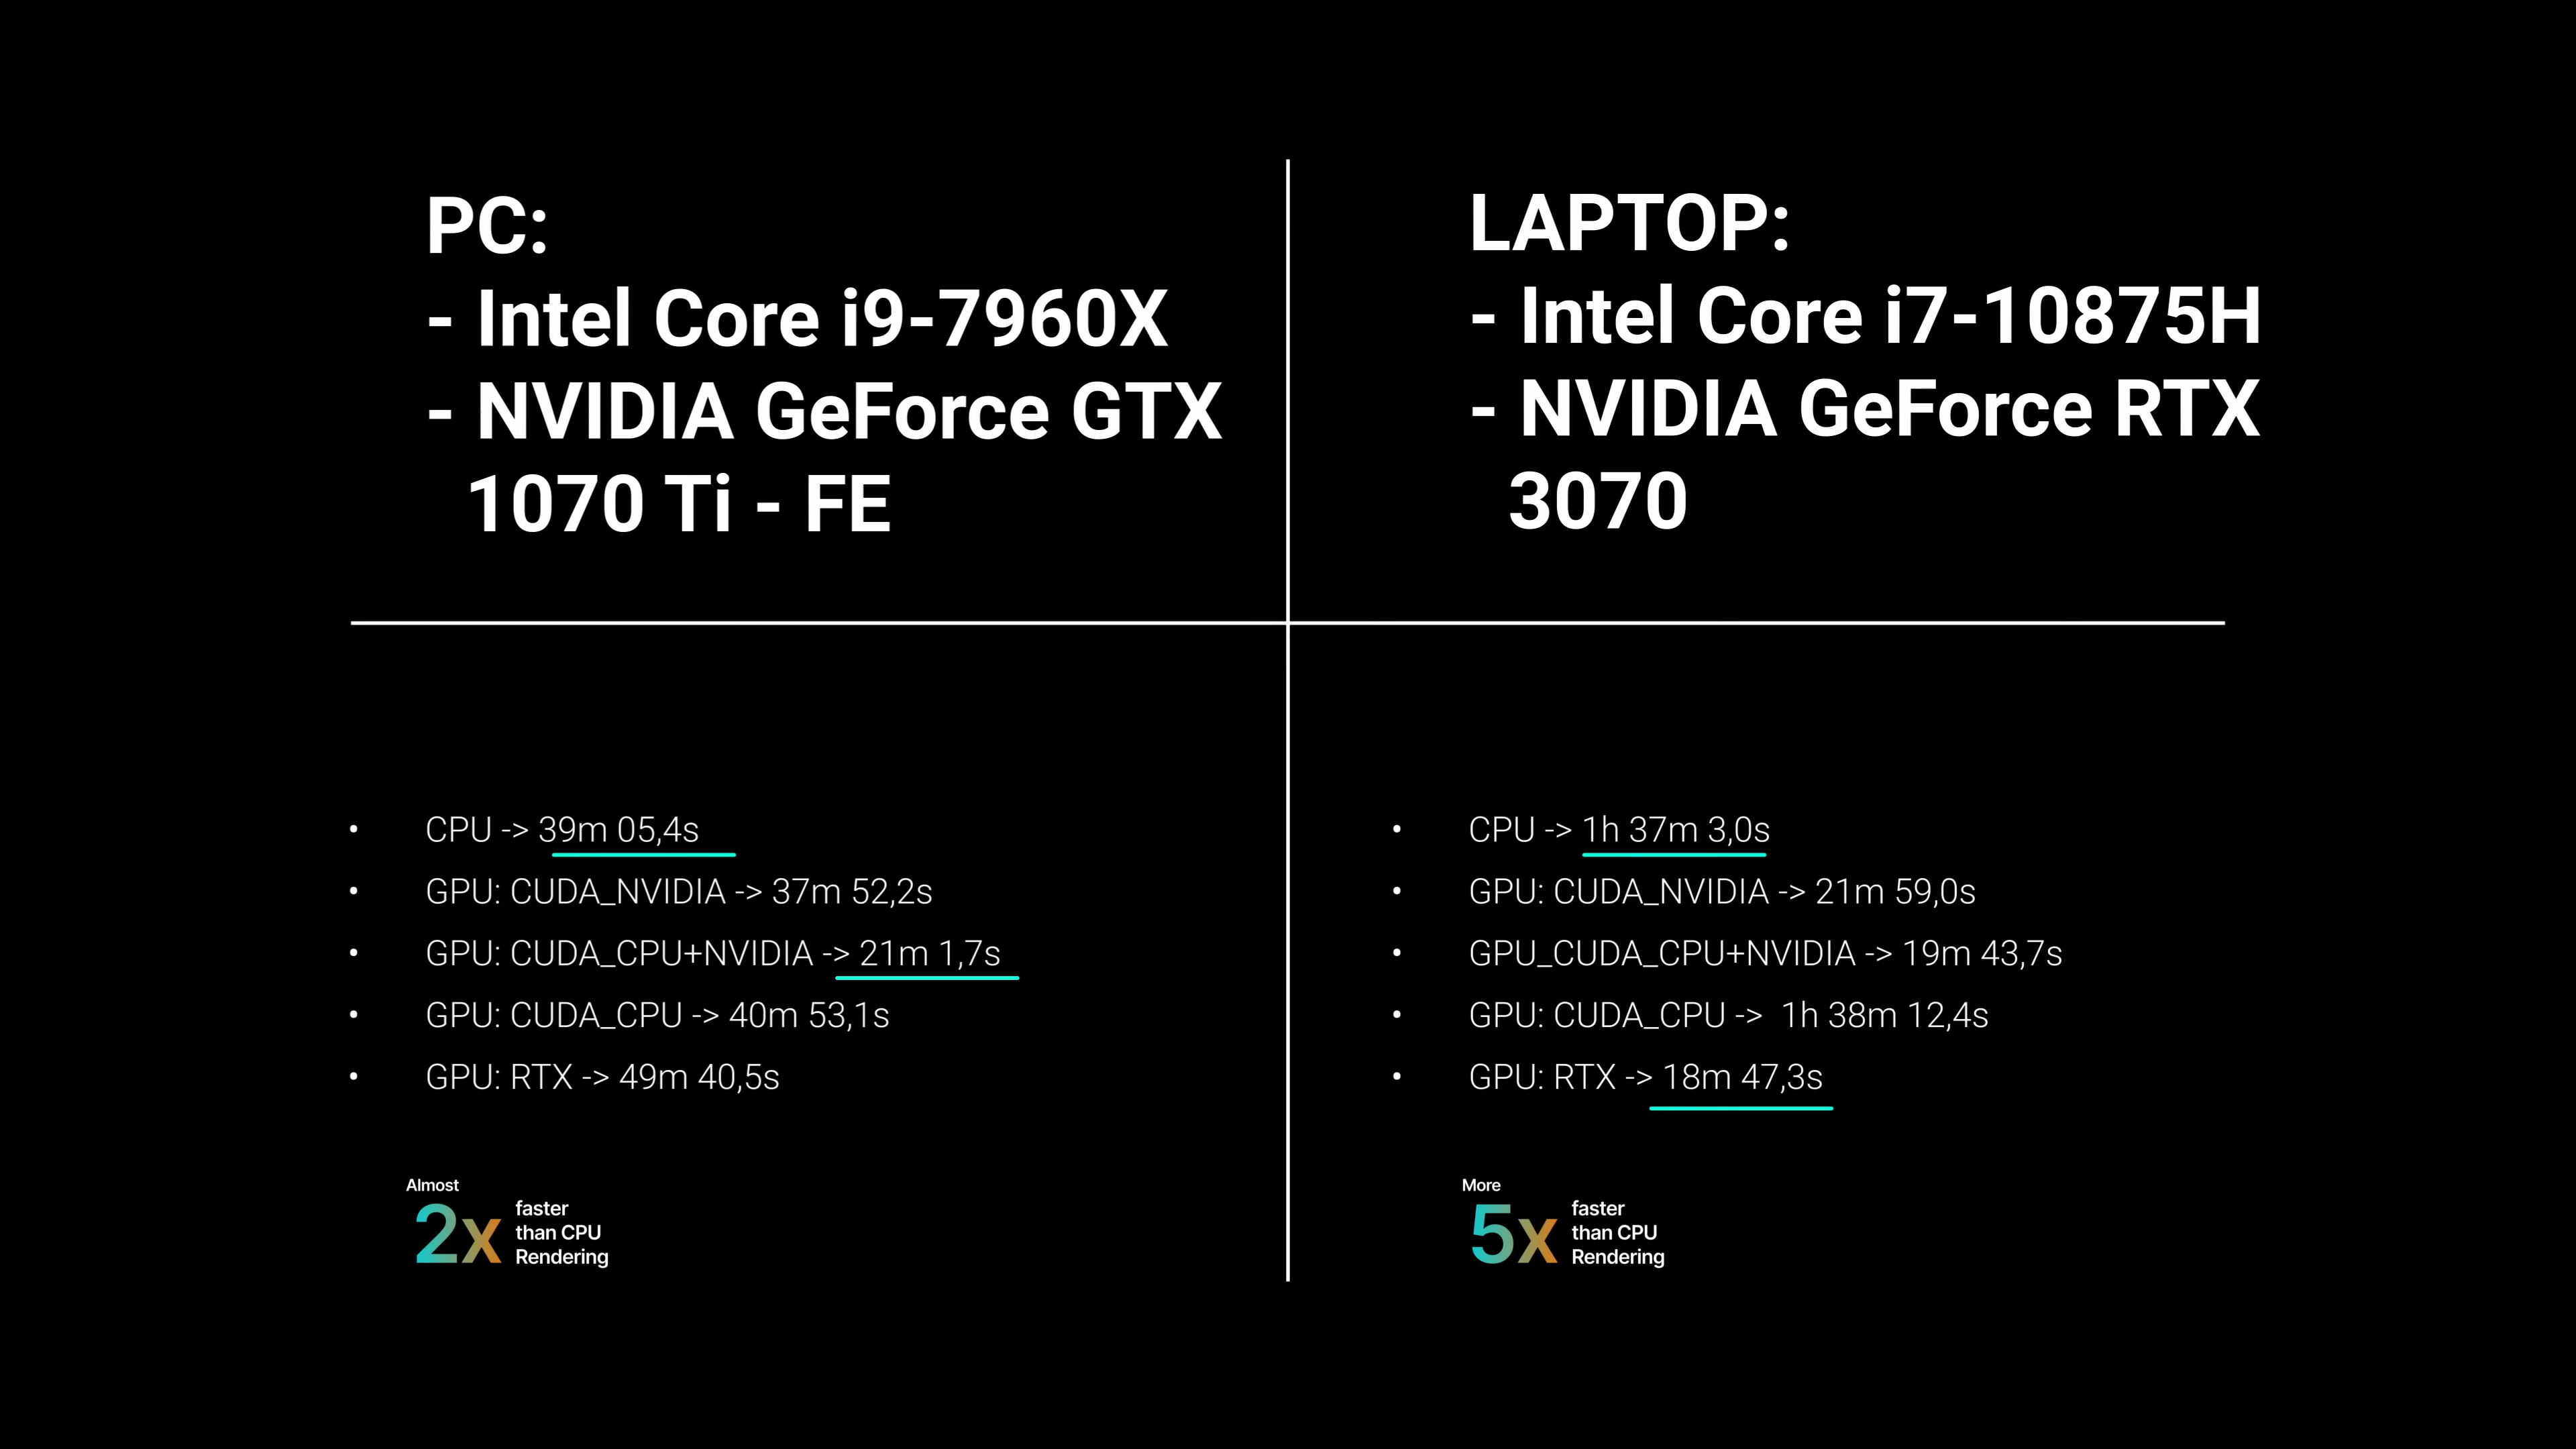 PC:
- Intel Core i9-7960X
- NVIDIA GeForce GTX
1070 Ti - FE
LAPTOP:
- Intel Core i7-10875H
- NVIDIA GeForce RTX
3070
• CPU -> 39m 05,4s
• GPU: CUDA_NVIDIA -> 37m 52,2s
• GPU: CUDA_CPU+NVIDIA -> 21m 1,7s
• GPU: CUDA_CPU -> 40m 53,1s
• GPU: RTX -> 49m 40,5s
Almost
2x
faster
than CPU
Rendering
• CPU -> 1h 37m 3,0s
• GPU: CUDA_NVIDIA -> 21m 59,0s
• GPU_CUDA_CPU+NVIDIA -> 19m 43,7s
• GPU: CUDA_CPU -> 1h 38m 12,4s
• GPU: RTX -> 18m 47,3s
More
5x
faster
than CPU
Rendering